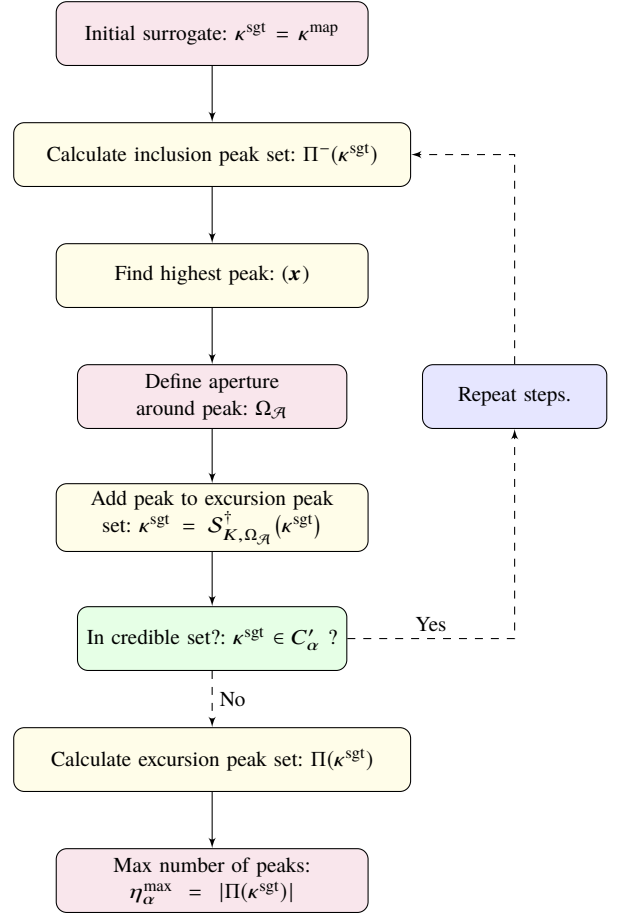 Initial surrogate: κ^sgt = κ^map
Calculate inclusion peak set: Π⁻(κ^sgt)
Find highest peak: (x)
Define aperture
around peak: Ω_𝒜
Repeat steps.
Add peak to excursion peak
set: κ^sgt = 𝒮^†_{K,Ω_𝒜}(κ^sgt)
In credible set?: κ^sgt ∈ C′_α ?
Yes
No
Calculate excursion peak set: Π(κ^sgt)
Max number of peaks:
η_α^max = |Π(κ^sgt)|